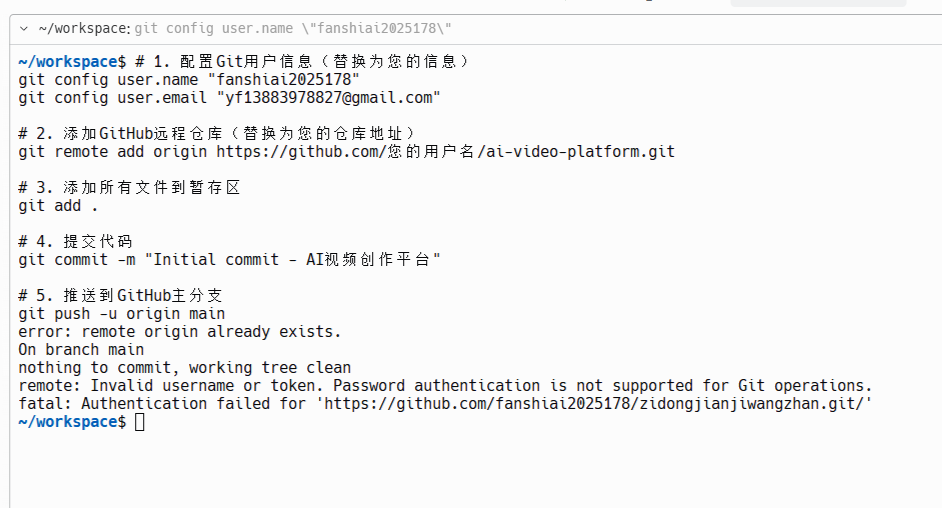 ~/workspace: git config user.name \"fanshiai2025178\"
~/workspace$ # 1. 配置Git用户信息（替换为您的信息）
git config user.name "fanshiai2025178"
git config user.email "yf13883978827@gmail.com"
# 2. 添加GitHub远程仓库（替换为您的仓库地址）
git remote add origin https://github.com/您的用户名/ai-video-platform.git
# 3. 添加所有文件到暂存区
git add .
# 4. 提交代码
git commit -m "Initial commit - AI视频创作平台"
# 5. 推送到GitHub主分支
git push -u origin main
error: remote origin already exists.
On branch main
nothing to commit, working tree clean
remote: Invalid username or token. Password authentication is not supported for Git operations.
fatal: Authentication failed for 'https://github.com/fanshiai2025178/zidongjianjiwangzhan.git/'
~/workspace$